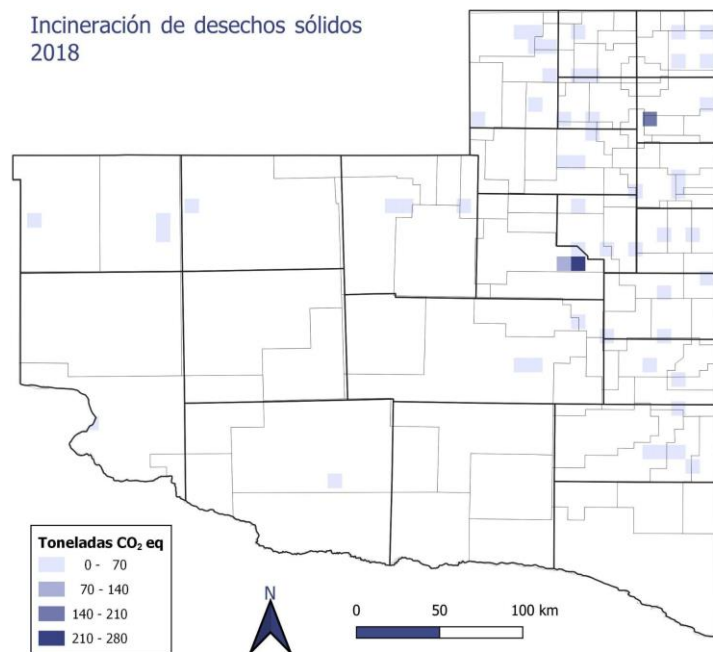 Incineración de desechos sólidos
2018
Toneladas CO₂ eq
0 - 70
70 - 140
140 - 210
210 - 280
N
0 50 100 km